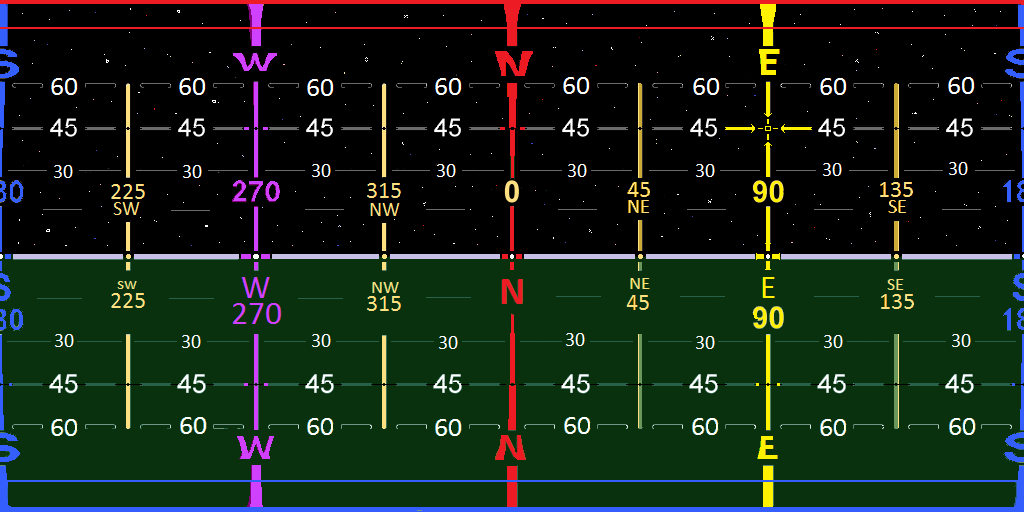 S W N E S
60 60 60 60 60 60 60 60
45 45 45 45 45 45 45
30 30 30 30 30 30 30 30
80 225 270 315 0 45 90 135 18
SW NW NE SE
S sw W NW N NE E SE S
80 225 270 315 45 90 135 18
30 30 30 30 30 30 30 30
45 45 45 45 45 45 45 45
60 60 60 60 60 60 60 60
S W N E S